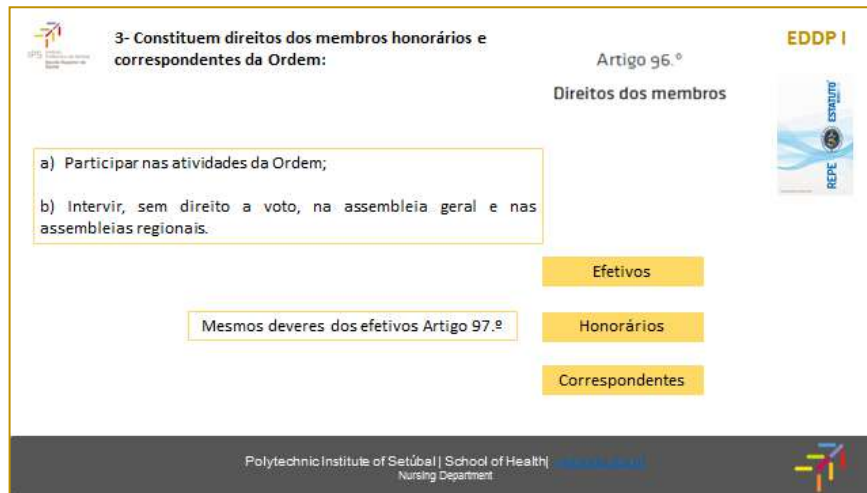 3- Constituem direitos dos membros honorários e
correspondentes da Ordem:
Artigo 96.º
Direitos dos membros
EDDP I
IPS
REPE
ESTATUTO
a) Participar nas atividades da Ordem;
b) Intervir, sem direito a voto, na assembleia geral e nas
assembleias regionais.
Efetivos
Mesmos deveres dos efetivos Artigo 97.º
Honorários
Correspondentes
Polytechnic Institute of Setúbal | School of Health|
Nursing Department